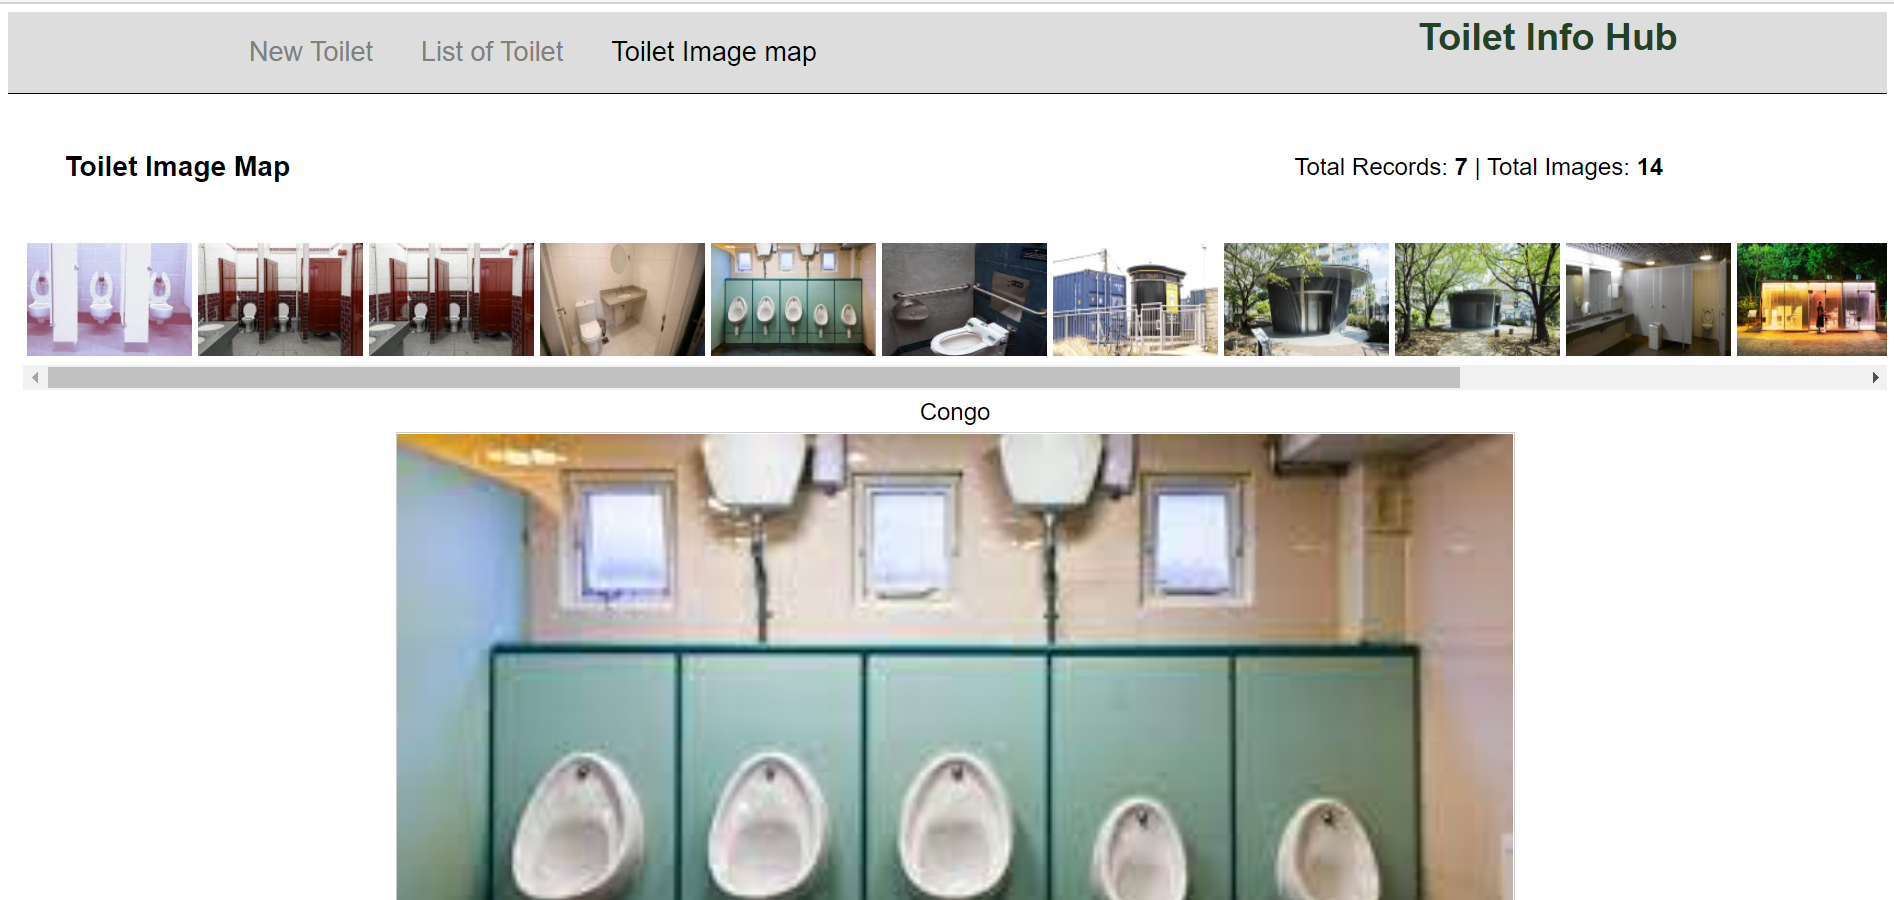 New Toilet List of Toilet Toilet Image map Toilet Info Hub
Toilet Image Map Total Records: 7 | Total Images: 14
Congo